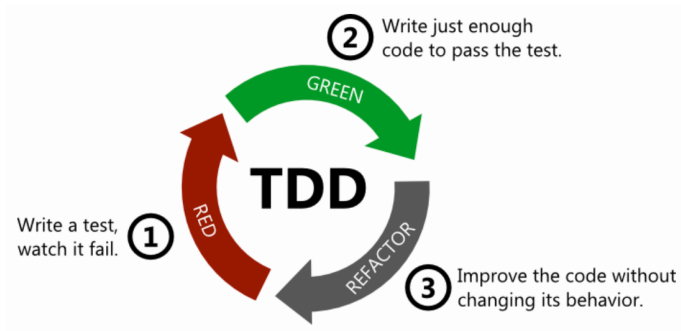 2
Write just enough
code to pass the test.
GREEN
TDD
RED
Write a test,
watch it fail.
1
REFACTOR
3
Improve the code without
changing its behavior.